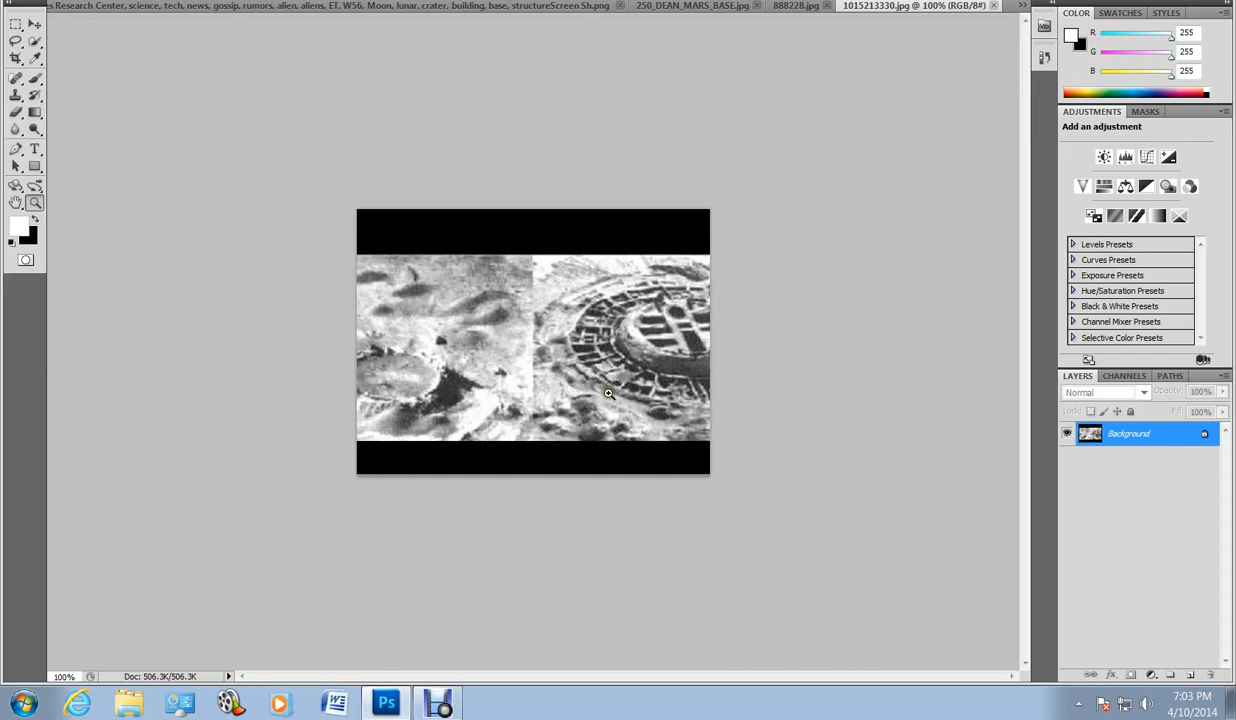 es Research Center, science, tech, news, gossip, rumors, alien, aliens, ET, W56, Moon, lunar, crater, building, base, structureScreen Sh.png
250_DEAN_MARS_BASE.jpg
888228.jpg
1015213330.jpg @ 100% (RGB/8#)
COLOR
SWATCHES
STYLES
R
255
G
255
B
255
ADJUSTMENTS
MASKS
Add an adjustment
Levels Presets
Curves Presets
Exposure Presets
Hue/Saturation Presets
Black & White Presets
Channel Mixer Presets
Selective Color Presets
LAYERS
CHANNELS
PATHS
Normal
Opacity: 100%
Lock:
Fill: 100%
Background
100%
Doc: 506.3K/506.3K
Ps
7:03 PM
4/10/2014